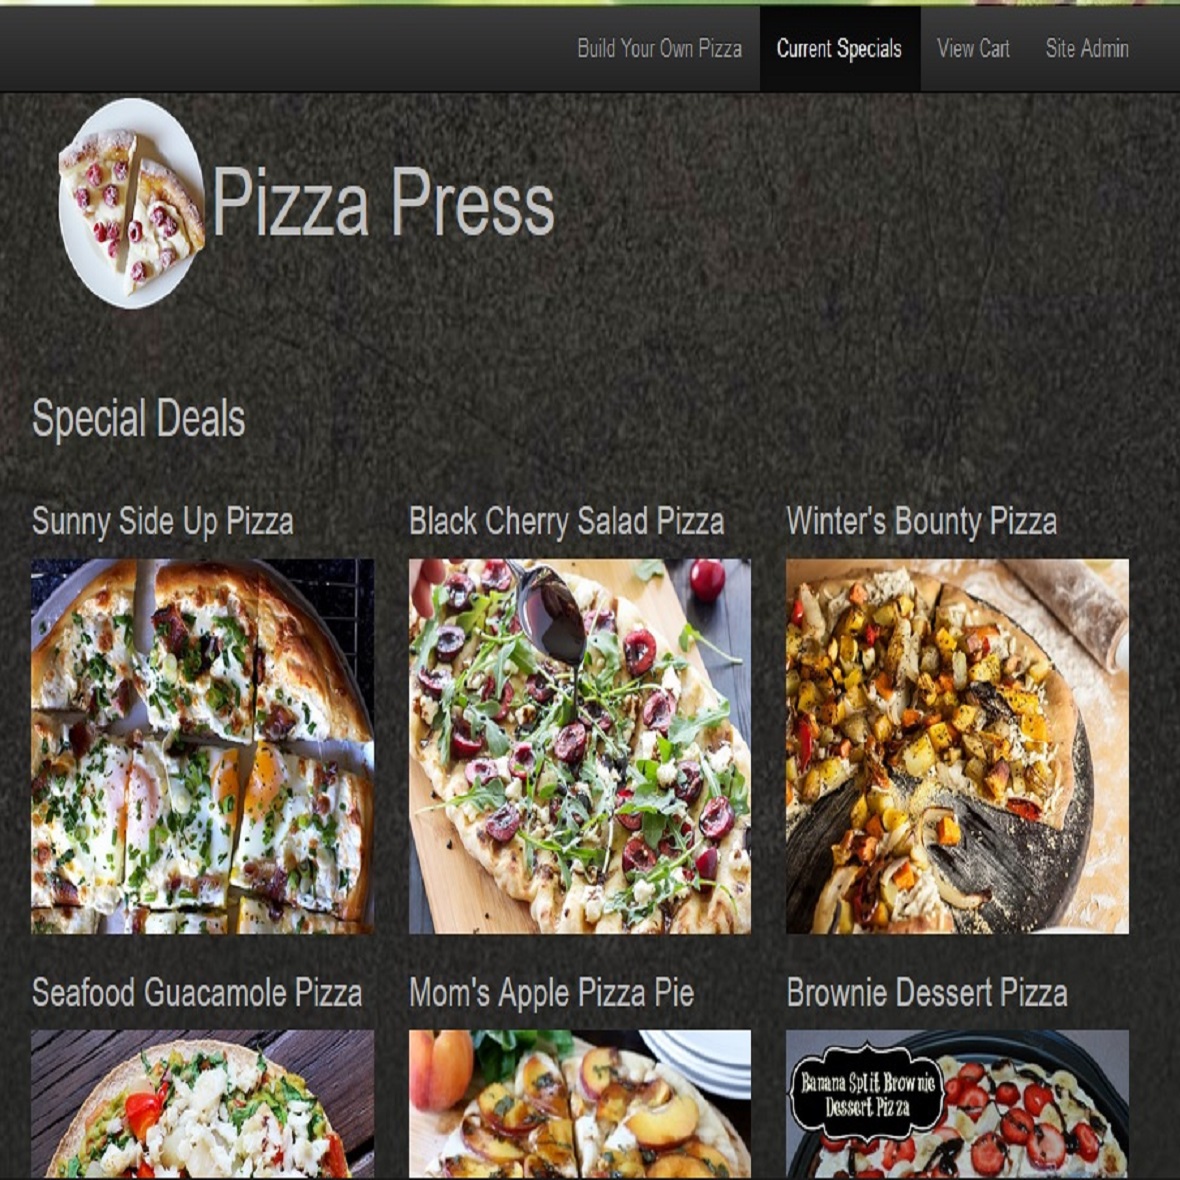 Build Your Own Pizza Current Specials View Cart Site Admin
Pizza Press
Special Deals
Sunny Side Up Pizza
Black Cherry Salad Pizza
Winter's Bounty Pizza
Seafood Guacamole Pizza
Mom's Apple Pizza Pie
Brownie Dessert Pizza
Banana Split Brownie
Dessert Pizza